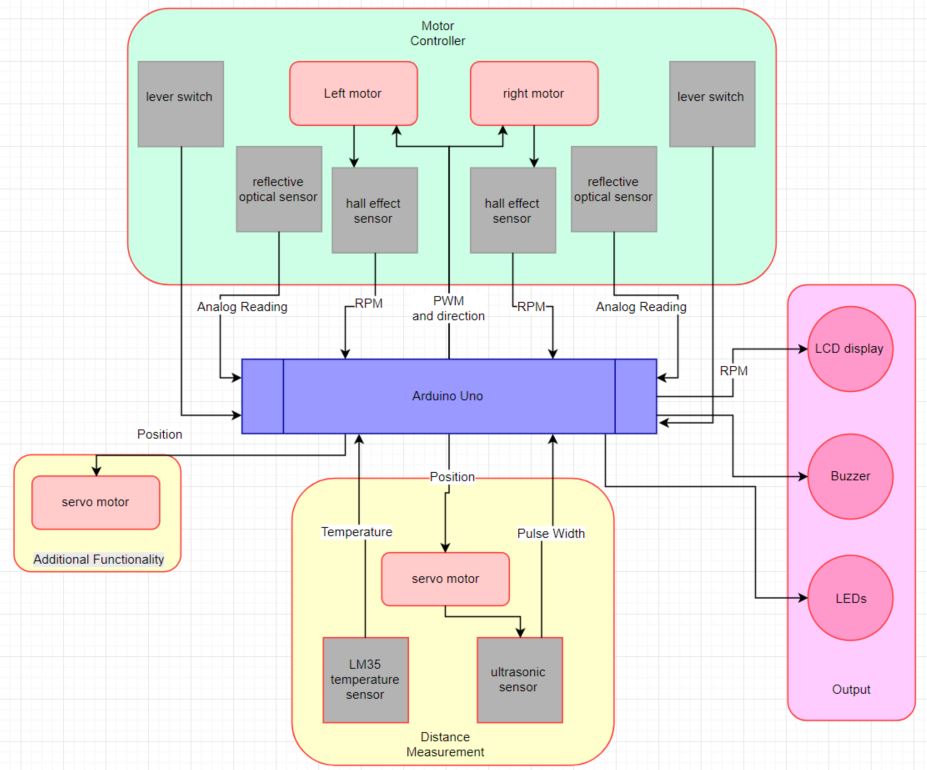 Motor
Controller
lever switch
Left motor
right motor
lever switch
reflective
optical sensor
hall effect
sensor
hall effect
sensor
reflective
optical sensor
Analog Reading
RPM
PWM
and direction
RPM
Analog Reading
LCD display
RPM
Arduino Uno
Position
Buzzer
Position
servo motor
Additional Functionality
Temperature
Pulse Width
servo motor
LEDs
LM35
temperature
sensor
ultrasonic
sensor
Output
Distance
Measurement